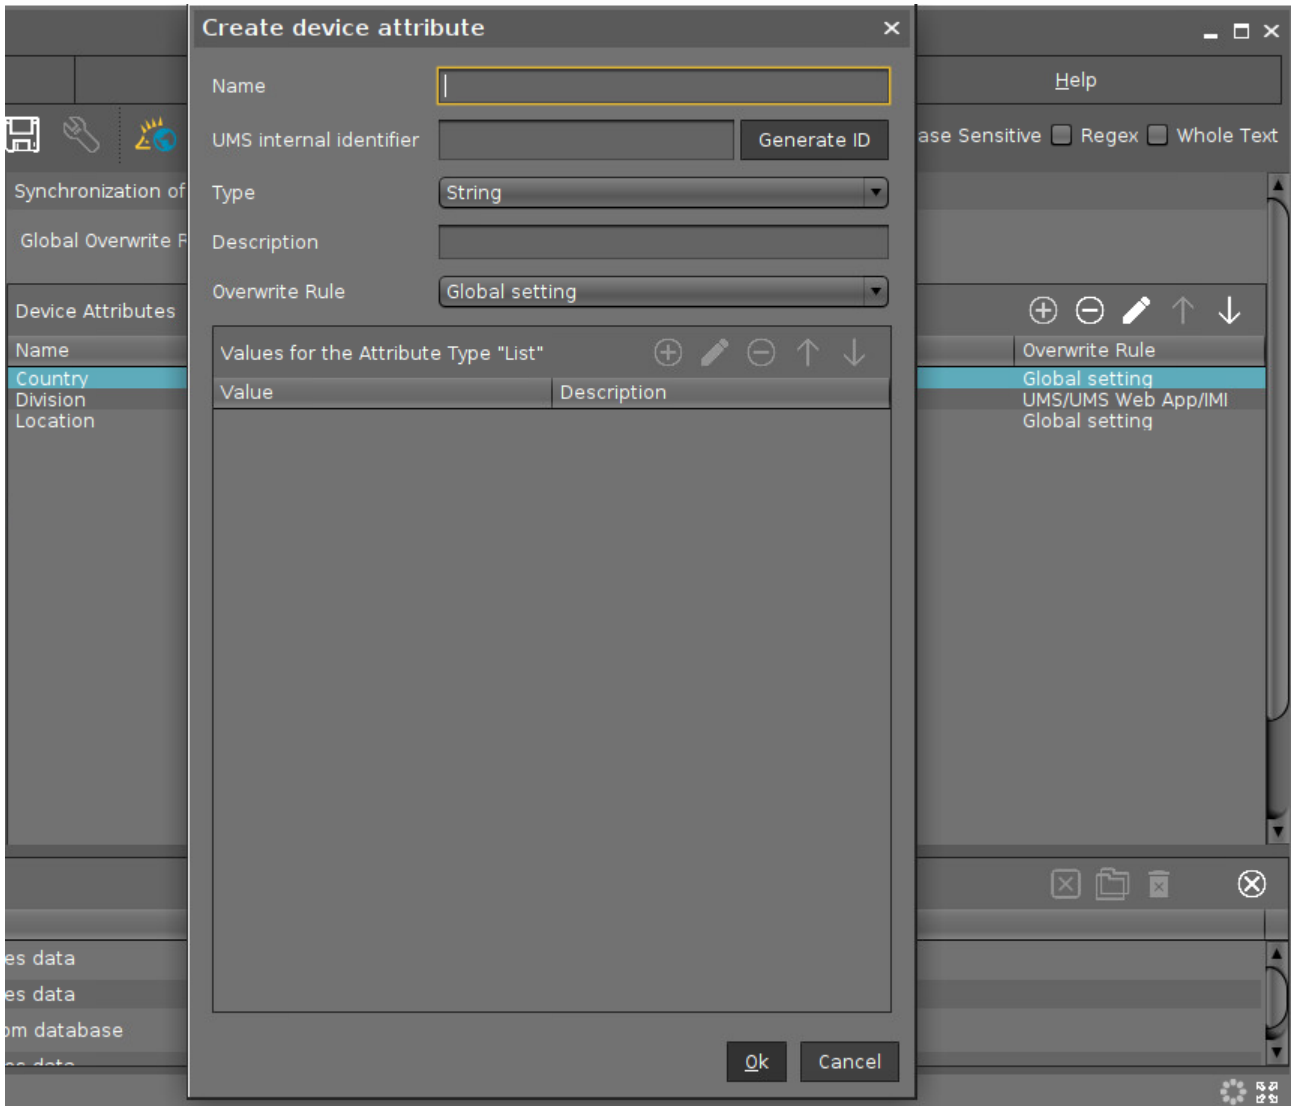 Create device attribute
Help
Name
UMS internal identifier
Generate ID
ase Sensitive
Regex
Whole Text
Synchronization of
Type
String
Global Overwrite R
Description
Overwrite Rule
Global setting
Device Attributes
Values for the Attribute Type "List"
Name
Overwrite Rule
Value
Description
Country
Global setting
Division
UMS/UMS Web App/IMI
Location
Global setting
es data
es data
om database
es data
Ok
Cancel